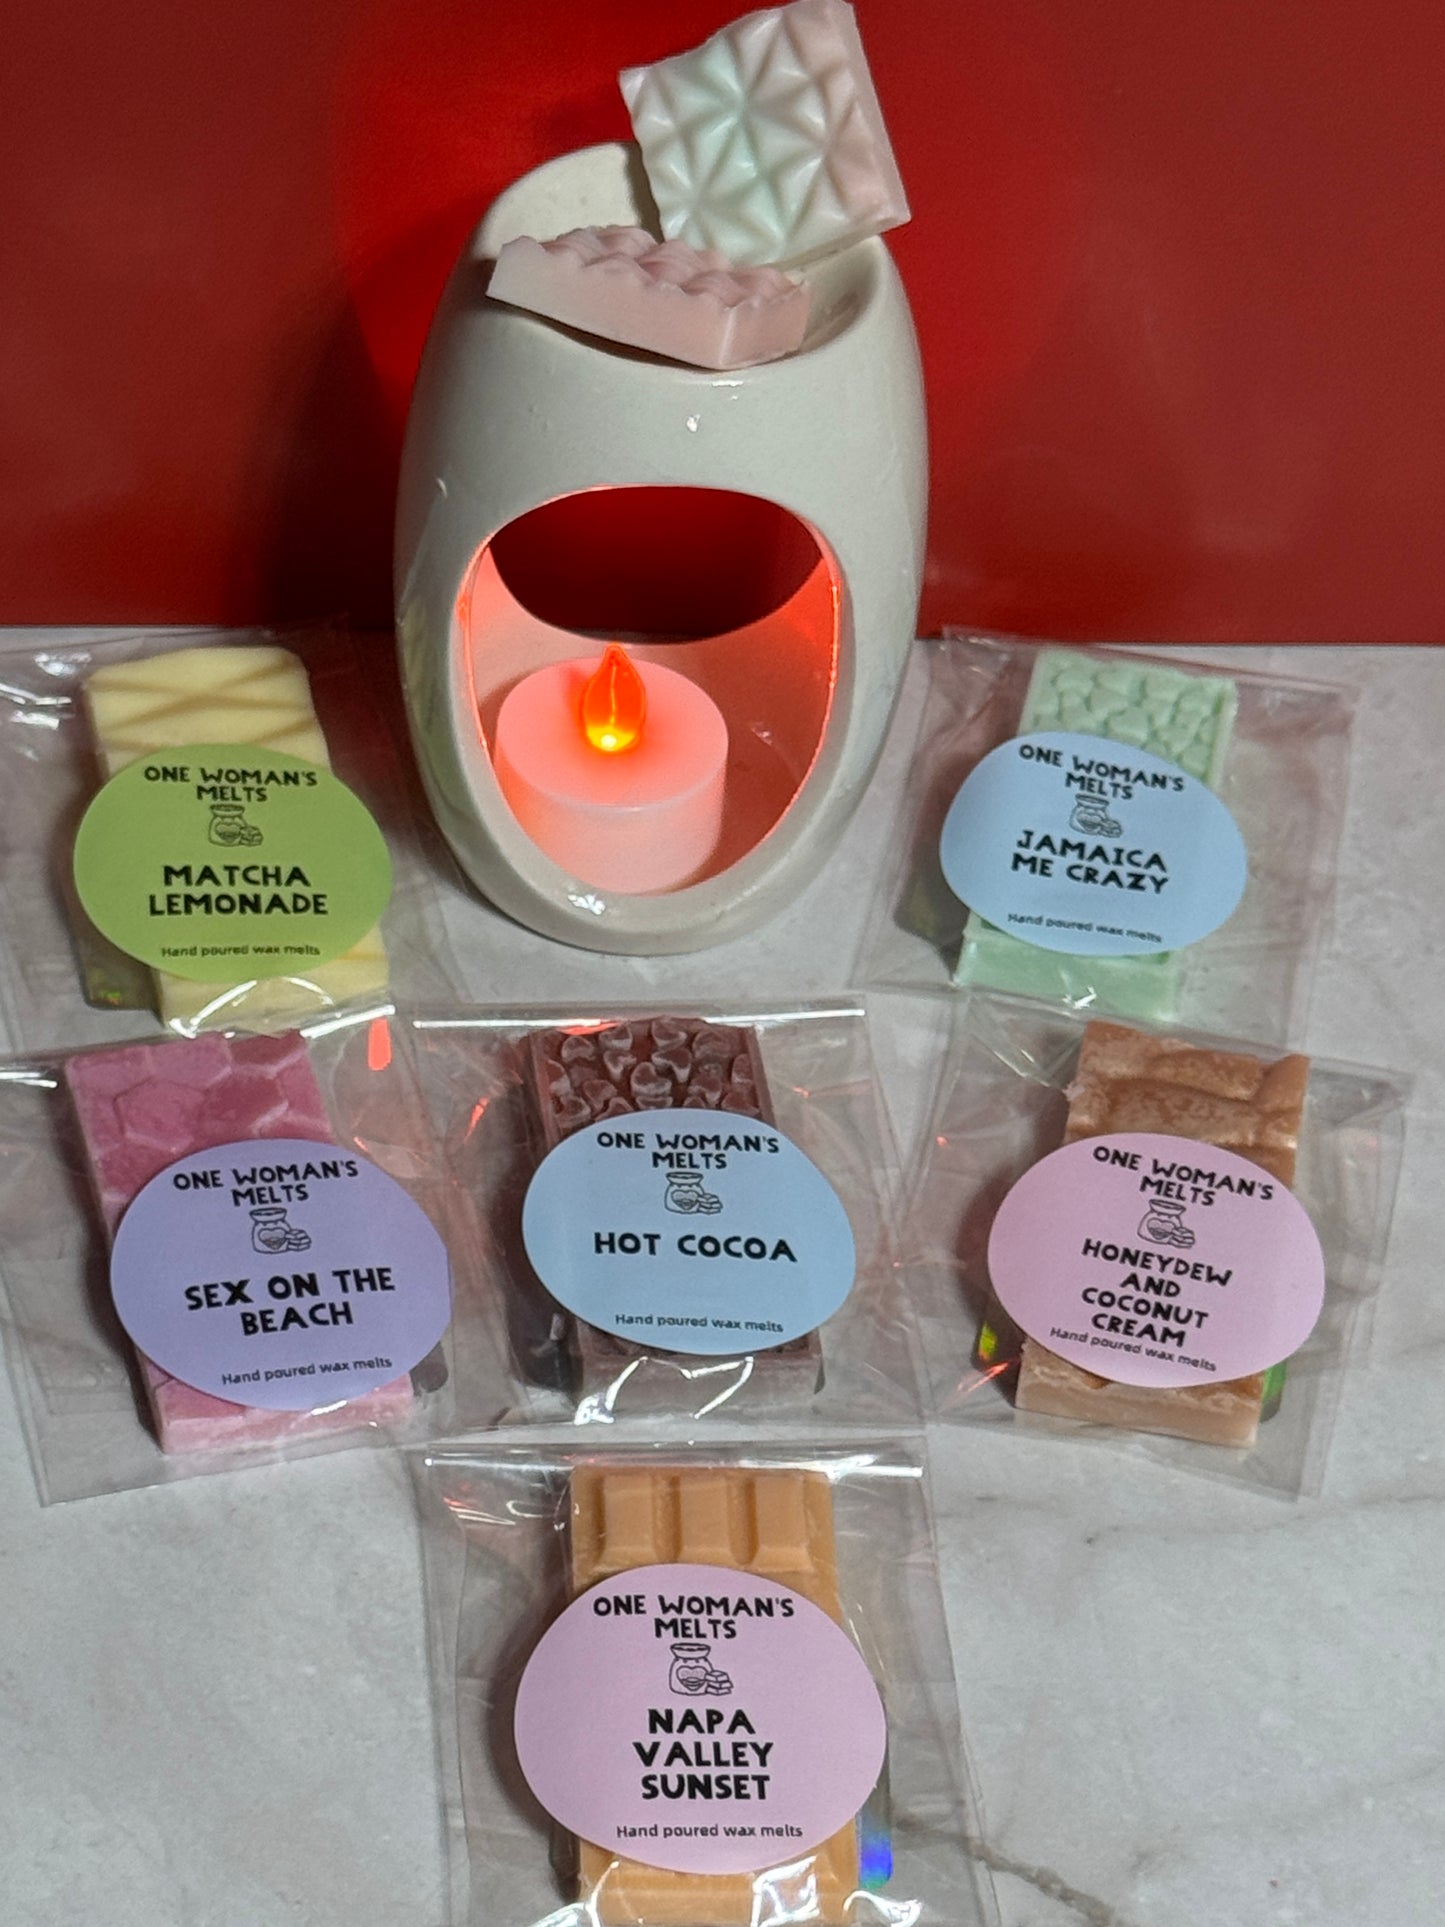 ONE WOMAN'S
MELTS
MATCHA
LEMONADE
Hand poured wax melts
ONE WOMAN'S
MELTS
JAMAICA
ME CRAZY
Hand poured wax melts
ONE WOMAN'S
MELTS
SEX ON THE
BEACH
Hand poured wax melts
ONE WOMAN'S
MELTS
HOT COCOA
Hand poured wax melts
ONE WOMAN'S
MELTS
HONEYDEW
AND
COCONUT
CREAM
Hand poured wax melts
ONE WOMAN'S
MELTS
NAPA
VALLEY
SUNSET
Hand poured wax melts